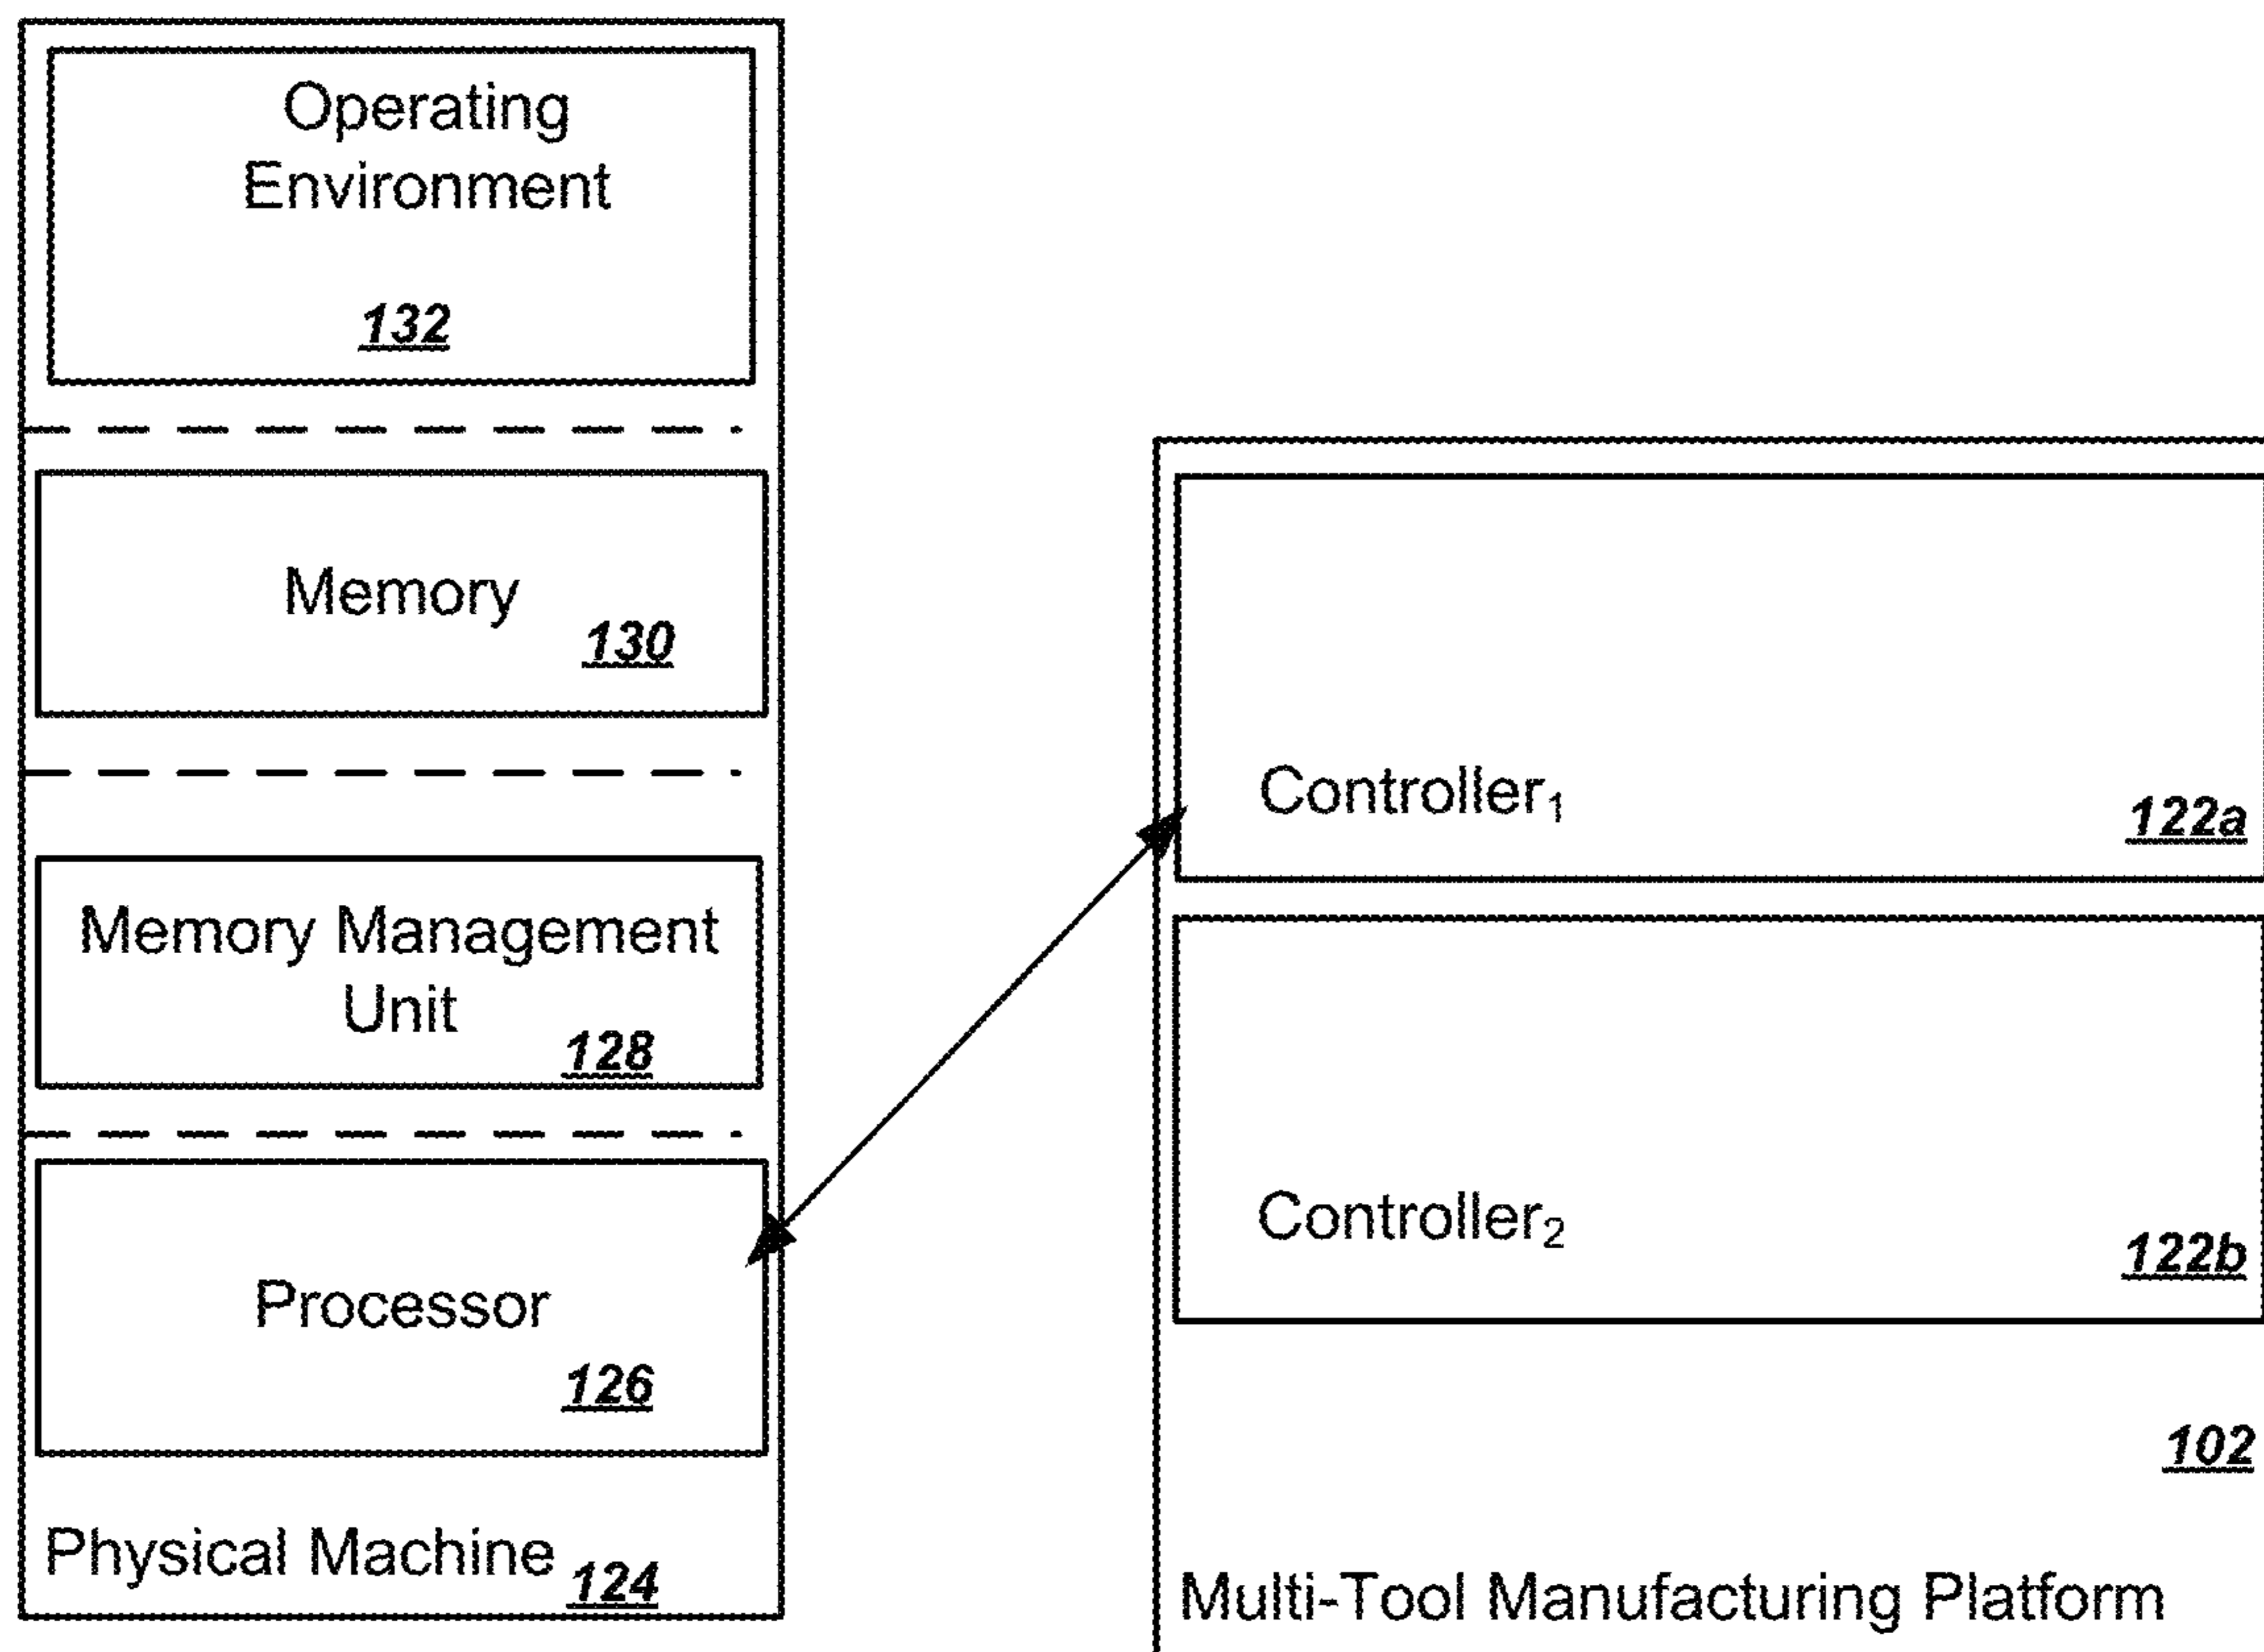 Operating
Environment
132
Memory
130
Memory Management
Unit
128
Processor
126
Physical Machine 124
Controller₁
122a
Controller₂
122b
102
Multi-Tool Manufacturing Platform